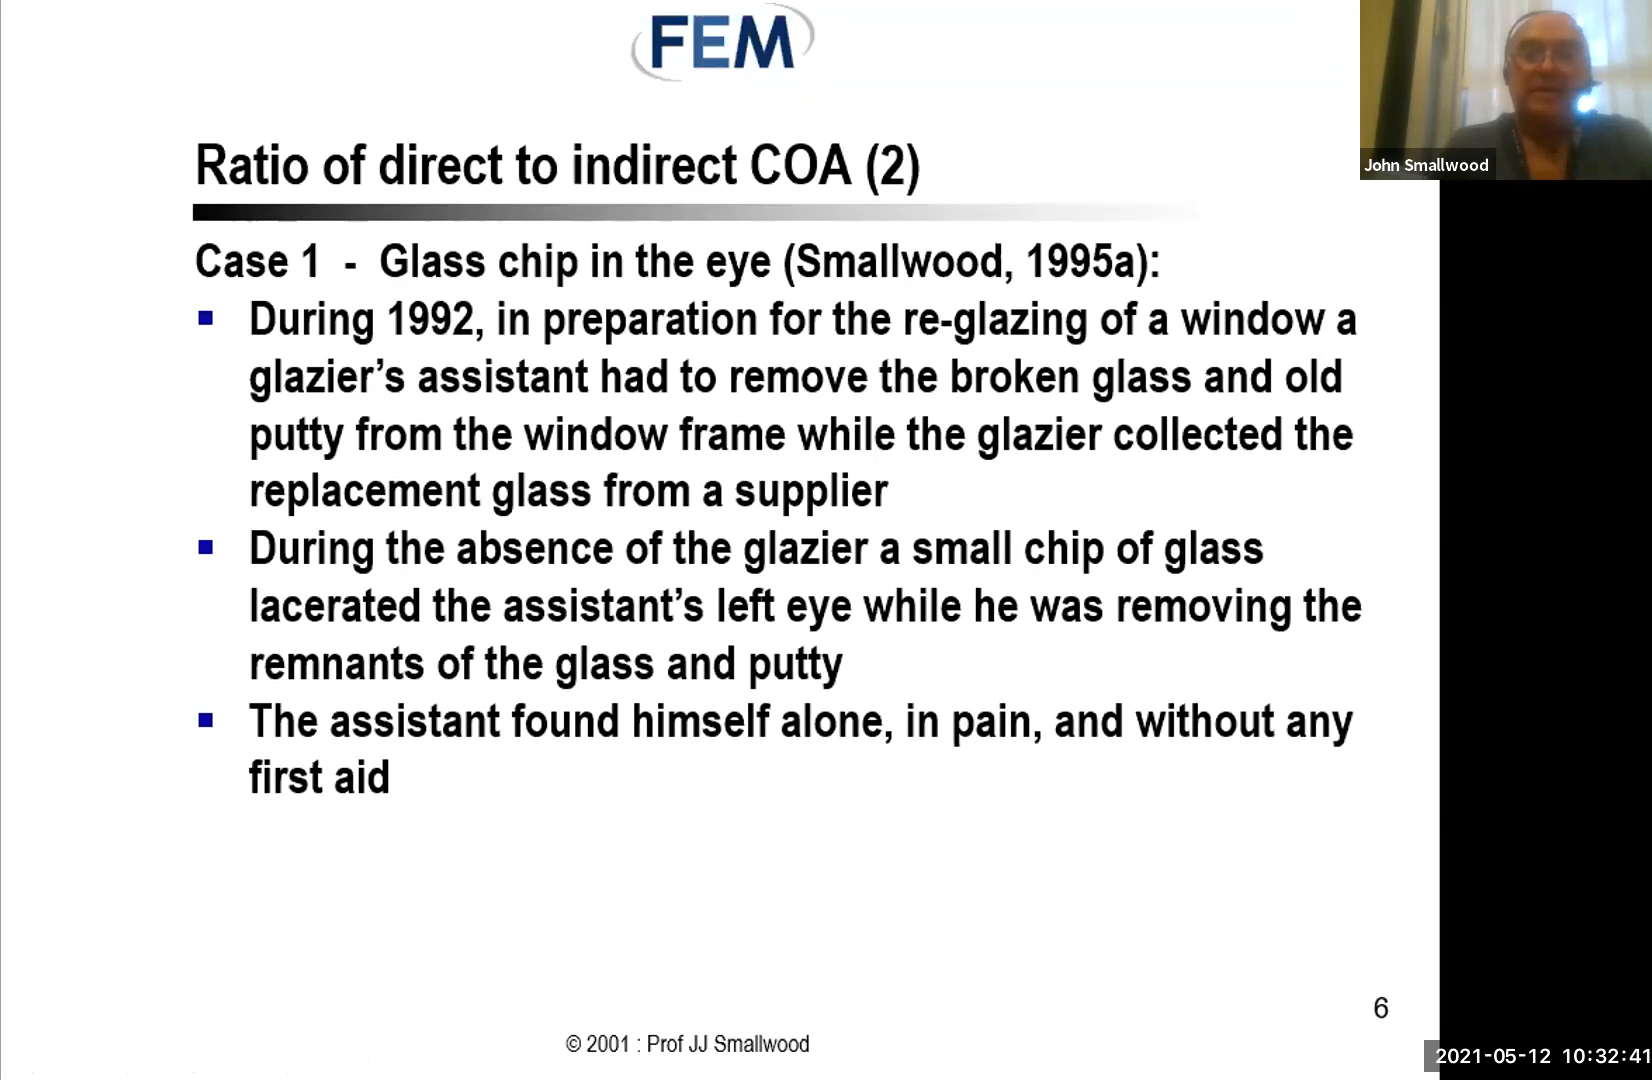 FEM
John Smallwood
Ratio of direct to indirect COA (2)
Case 1 - Glass chip in the eye (Smallwood, 1995a):
During 1992, in preparation for the re-glazing of a window a
glazier’s assistant had to remove the broken glass and old
putty from the window frame while the glazier collected the
replacement glass from a supplier
During the absence of the glazier a small chip of glass
lacerated the assistant’s left eye while he was removing the
remnants of the glass and putty
The assistant found himself alone, in pain, and without any
first aid
6
© 2001 : Prof JJ Smallwood
2021-05-12 10:32:41